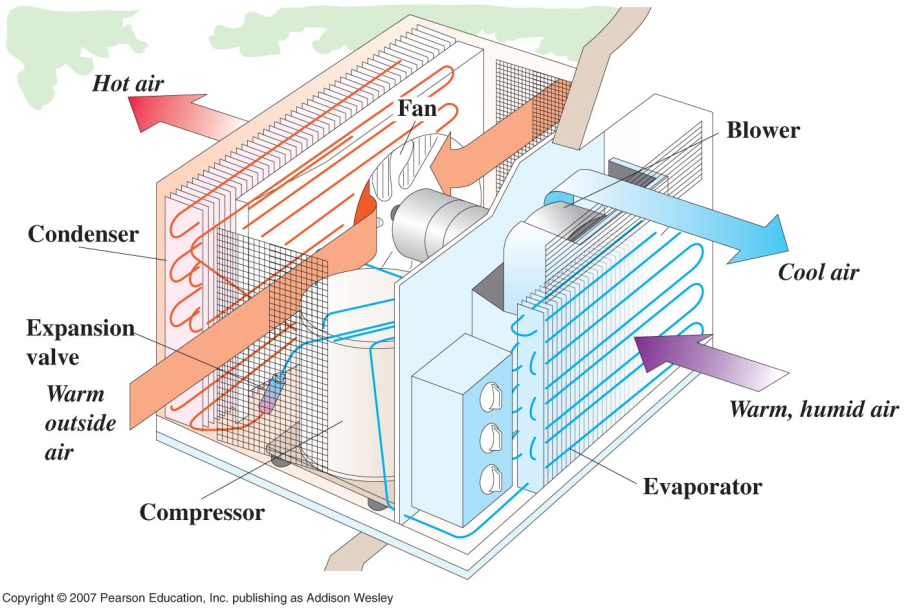 Hot air
Fan
Blower
Condenser
Cool air
Expansion
valve
Warm
outside
air
Warm, humid air
Evaporator
Compressor
Copyright © 2007 Pearson Education, Inc. publishing as Addison Wesley